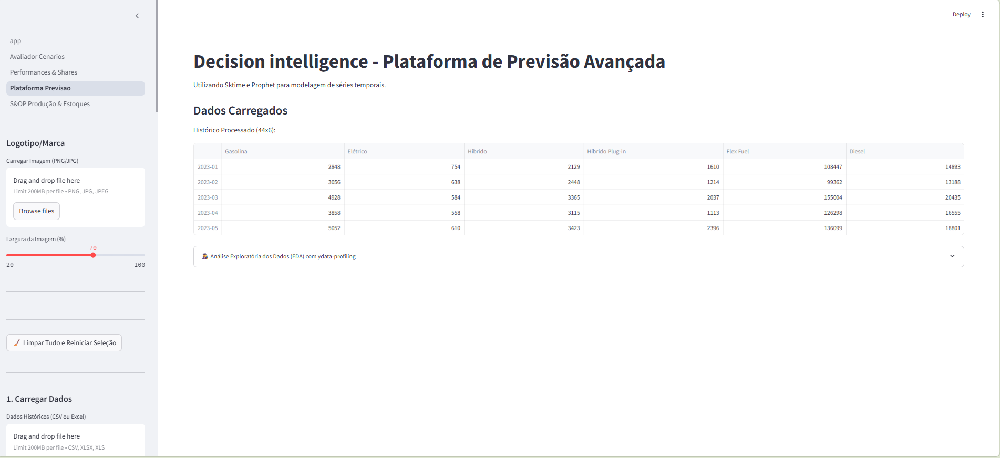 app
Avaliador Cenarios
Performances & Shares
Plataforma Previsao
S&OP Produção & Estoques
Logotipo/Marca
Carregar Imagem (PNG/JPG)
Drag and drop file here
Limit 200MB per file • PNG, JPG, JPEG
Browse files
Largura da Imagem (%)
70
20 100
Limpar Tudo e Reiniciar Seleção
1. Carregar Dados
Dados Históricos (CSV ou Excel)
Drag and drop file here
Limit 200MB per file • CSV, XLSX, XLS
Deploy
Decision intelligence - Plataforma de Previsão Avançada
Utilizando Sktime e Prophet para modelagem de séries temporais.
Dados Carregados
Histórico Processado (44x6):
Gasolina Elétrico Híbrido Híbrido Plug-in Flex Fuel Diesel
2023-01 2848 754 2129 1610 108447 14893
2023-02 3056 638 2448 1214 99362 13188
2023-03 4928 584 3365 2037 155004 20435
2023-04 3858 558 3115 1113 126298 16555
2023-05 5052 610 3423 2396 136099 18801
Análise Exploratória dos Dados (EDA) com ydata-profiling